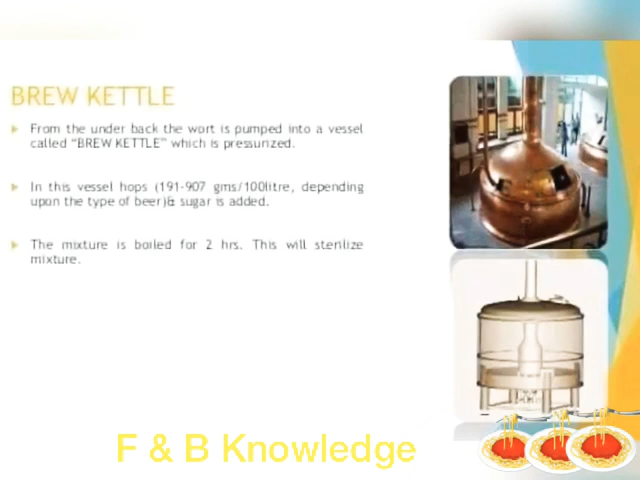 BREW KETTLE
From the under back the wort is pumped into a vessel
called “BREW KETTLE” which is pressurized.
In this vessel hops (191-907 gms/100litre, depending
upon the type of beer)& sugar is added.
The mixture is boiled for 2 hrs. This will sterilize
mixture.
F & B Knowledge